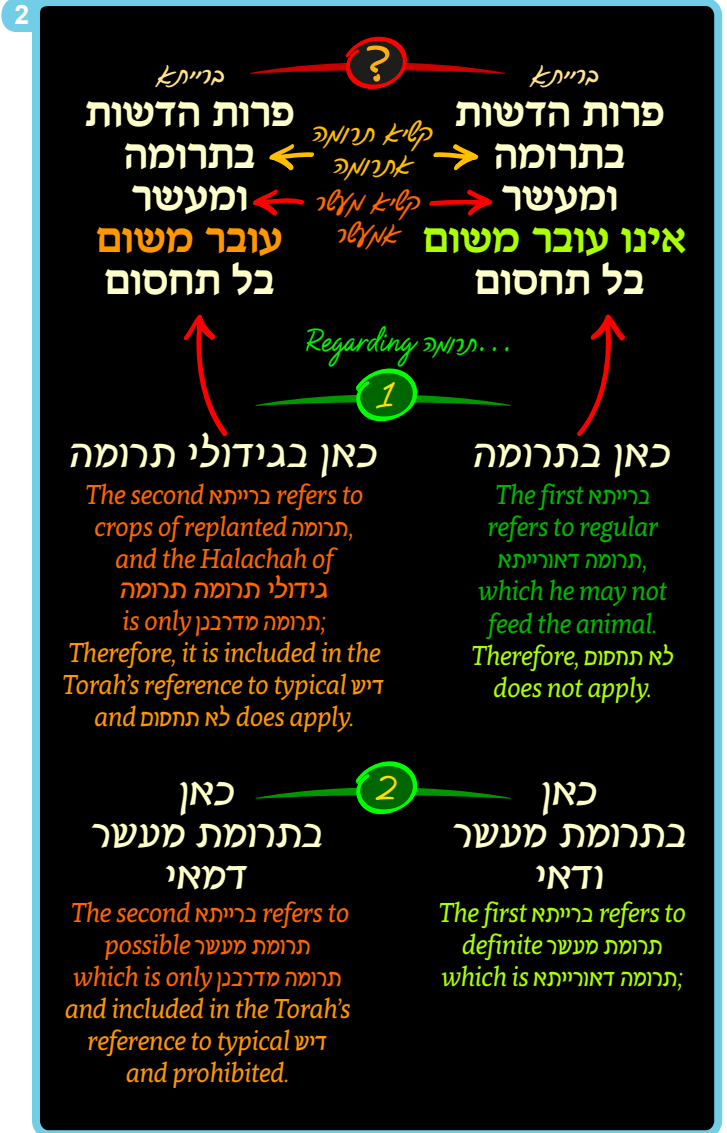 2
?
ברייתא
פרות הדשות
בתרומה
ומעשר
אינו עובר משום
בל תחסום
ברייתא
פרות הדשות
בתרומה
ומעשר
עובר משום
בל תחסום
קשיא תרומה
אתרומה
קשיא מעשר
אמעשר
Regarding תרומה...
1
כאן בתרומה
The first ברייתא
refers to regular
תרומה דאורייתא,
which he may not
feed the animal.
Therefore, לא תחסום
does not apply.
כאן בגידולי תרומה
The second ברייתא refers to
crops of replanted תרומה,
and the Halachah of
גידולי תרומה תרומה
is only תרומה מדרבנן;
Therefore, it is included in the
Torah’s reference to typical דיש
and לא תחסום does apply.
2
כאן
בתרומת מעשר
ודאי
The first ברייתא refers to
definite תרומת מעשר
which is תרומה דאורייתא;
כאן
בתרומת מעשר
דמאי
The second ברייתא refers to
possible תרומת מעשר
which is only תרומה מדרבנן
and included in the Torah’s
reference to typical דיש
and prohibited.